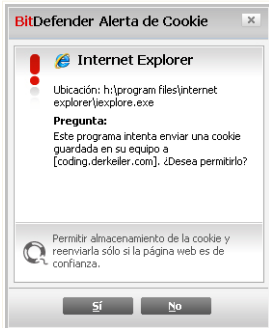 BitDefender Alerta de Cookie
Internet Explorer
Ubicación: h:\program files\internet
explorer\iexplore.exe
Pregunta:
Este programa intenta enviar una cookie
guardada en su equipo a
[coding.derkeiler.com]. ¿Desea permitirlo?
Permitir almacenamiento de la cookie y
reenviarla sólo si la página web es de
confianza.
Sí
No